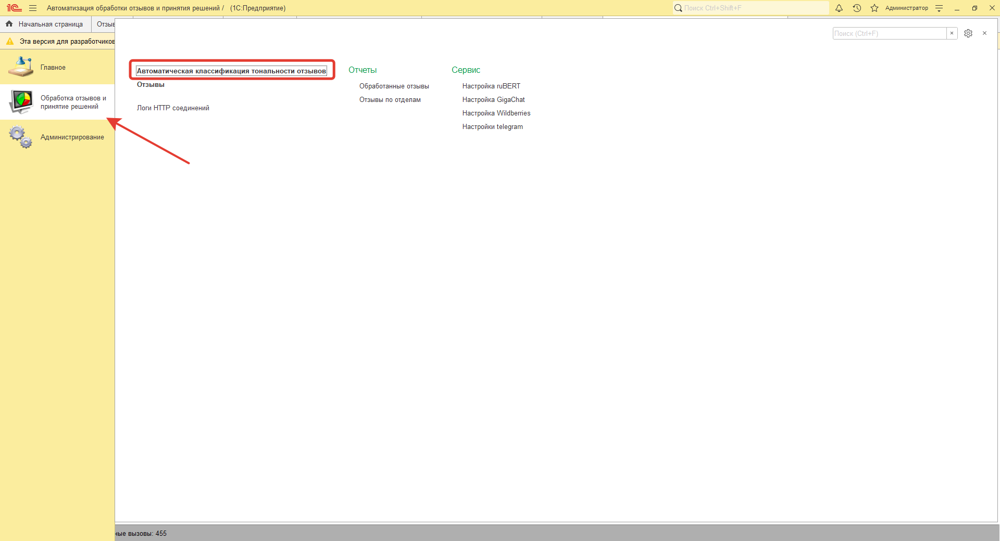 1С Автоматизация обработки отзывов и принятия решений / (1С:Предприятие)
Поиск Ctrl+Shift+F
Администратор
Начальная страница
Отзыв
Эта версия для разработчиков
Поиск (Ctrl+F)
Главное
Обработка отзывов и
принятие решений
Администрирование
Автоматическая классификация тональности отзывов
Отзывы
Логи HTTP соединений
Отчеты
Обработанные отзывы
Отзывы по отделам
Сервис
Настройка ruBERT
Настройка GigaChat
Настройка Wildberries
Настройки telegram
ные вызовы: 455